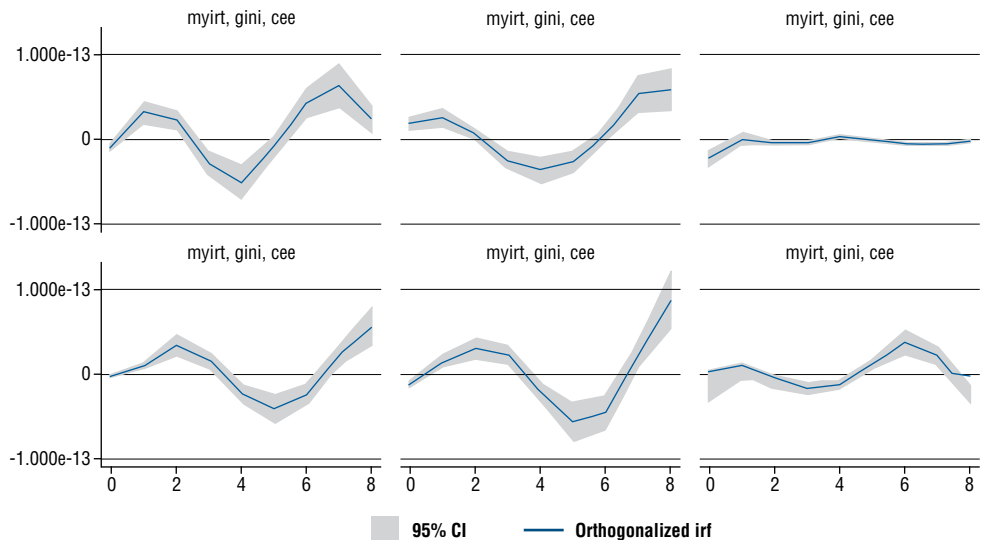 myirt, gini, cee myirt, gini, cee myirt, gini, cee
1.000e-13
0
-1.000e-13
myirt, gini, cee myirt, gini, cee myirt, gini, cee
1.000e-13
0
-1.000e-13
0 2 4 6 8 0 2 4 6 8 0 2 4 6 8
95% CI Orthogonalized irf